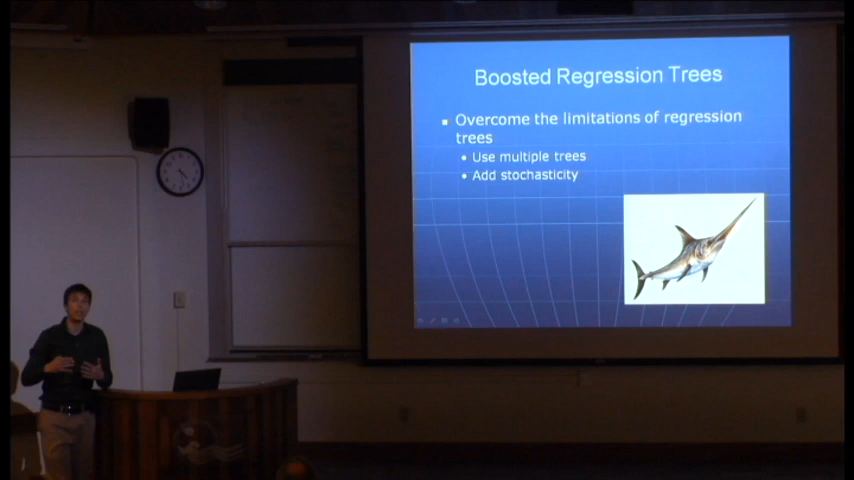 Boosted Regression Trees
Overcome the limitations of regression
trees
Use multiple trees
Add stochasticity